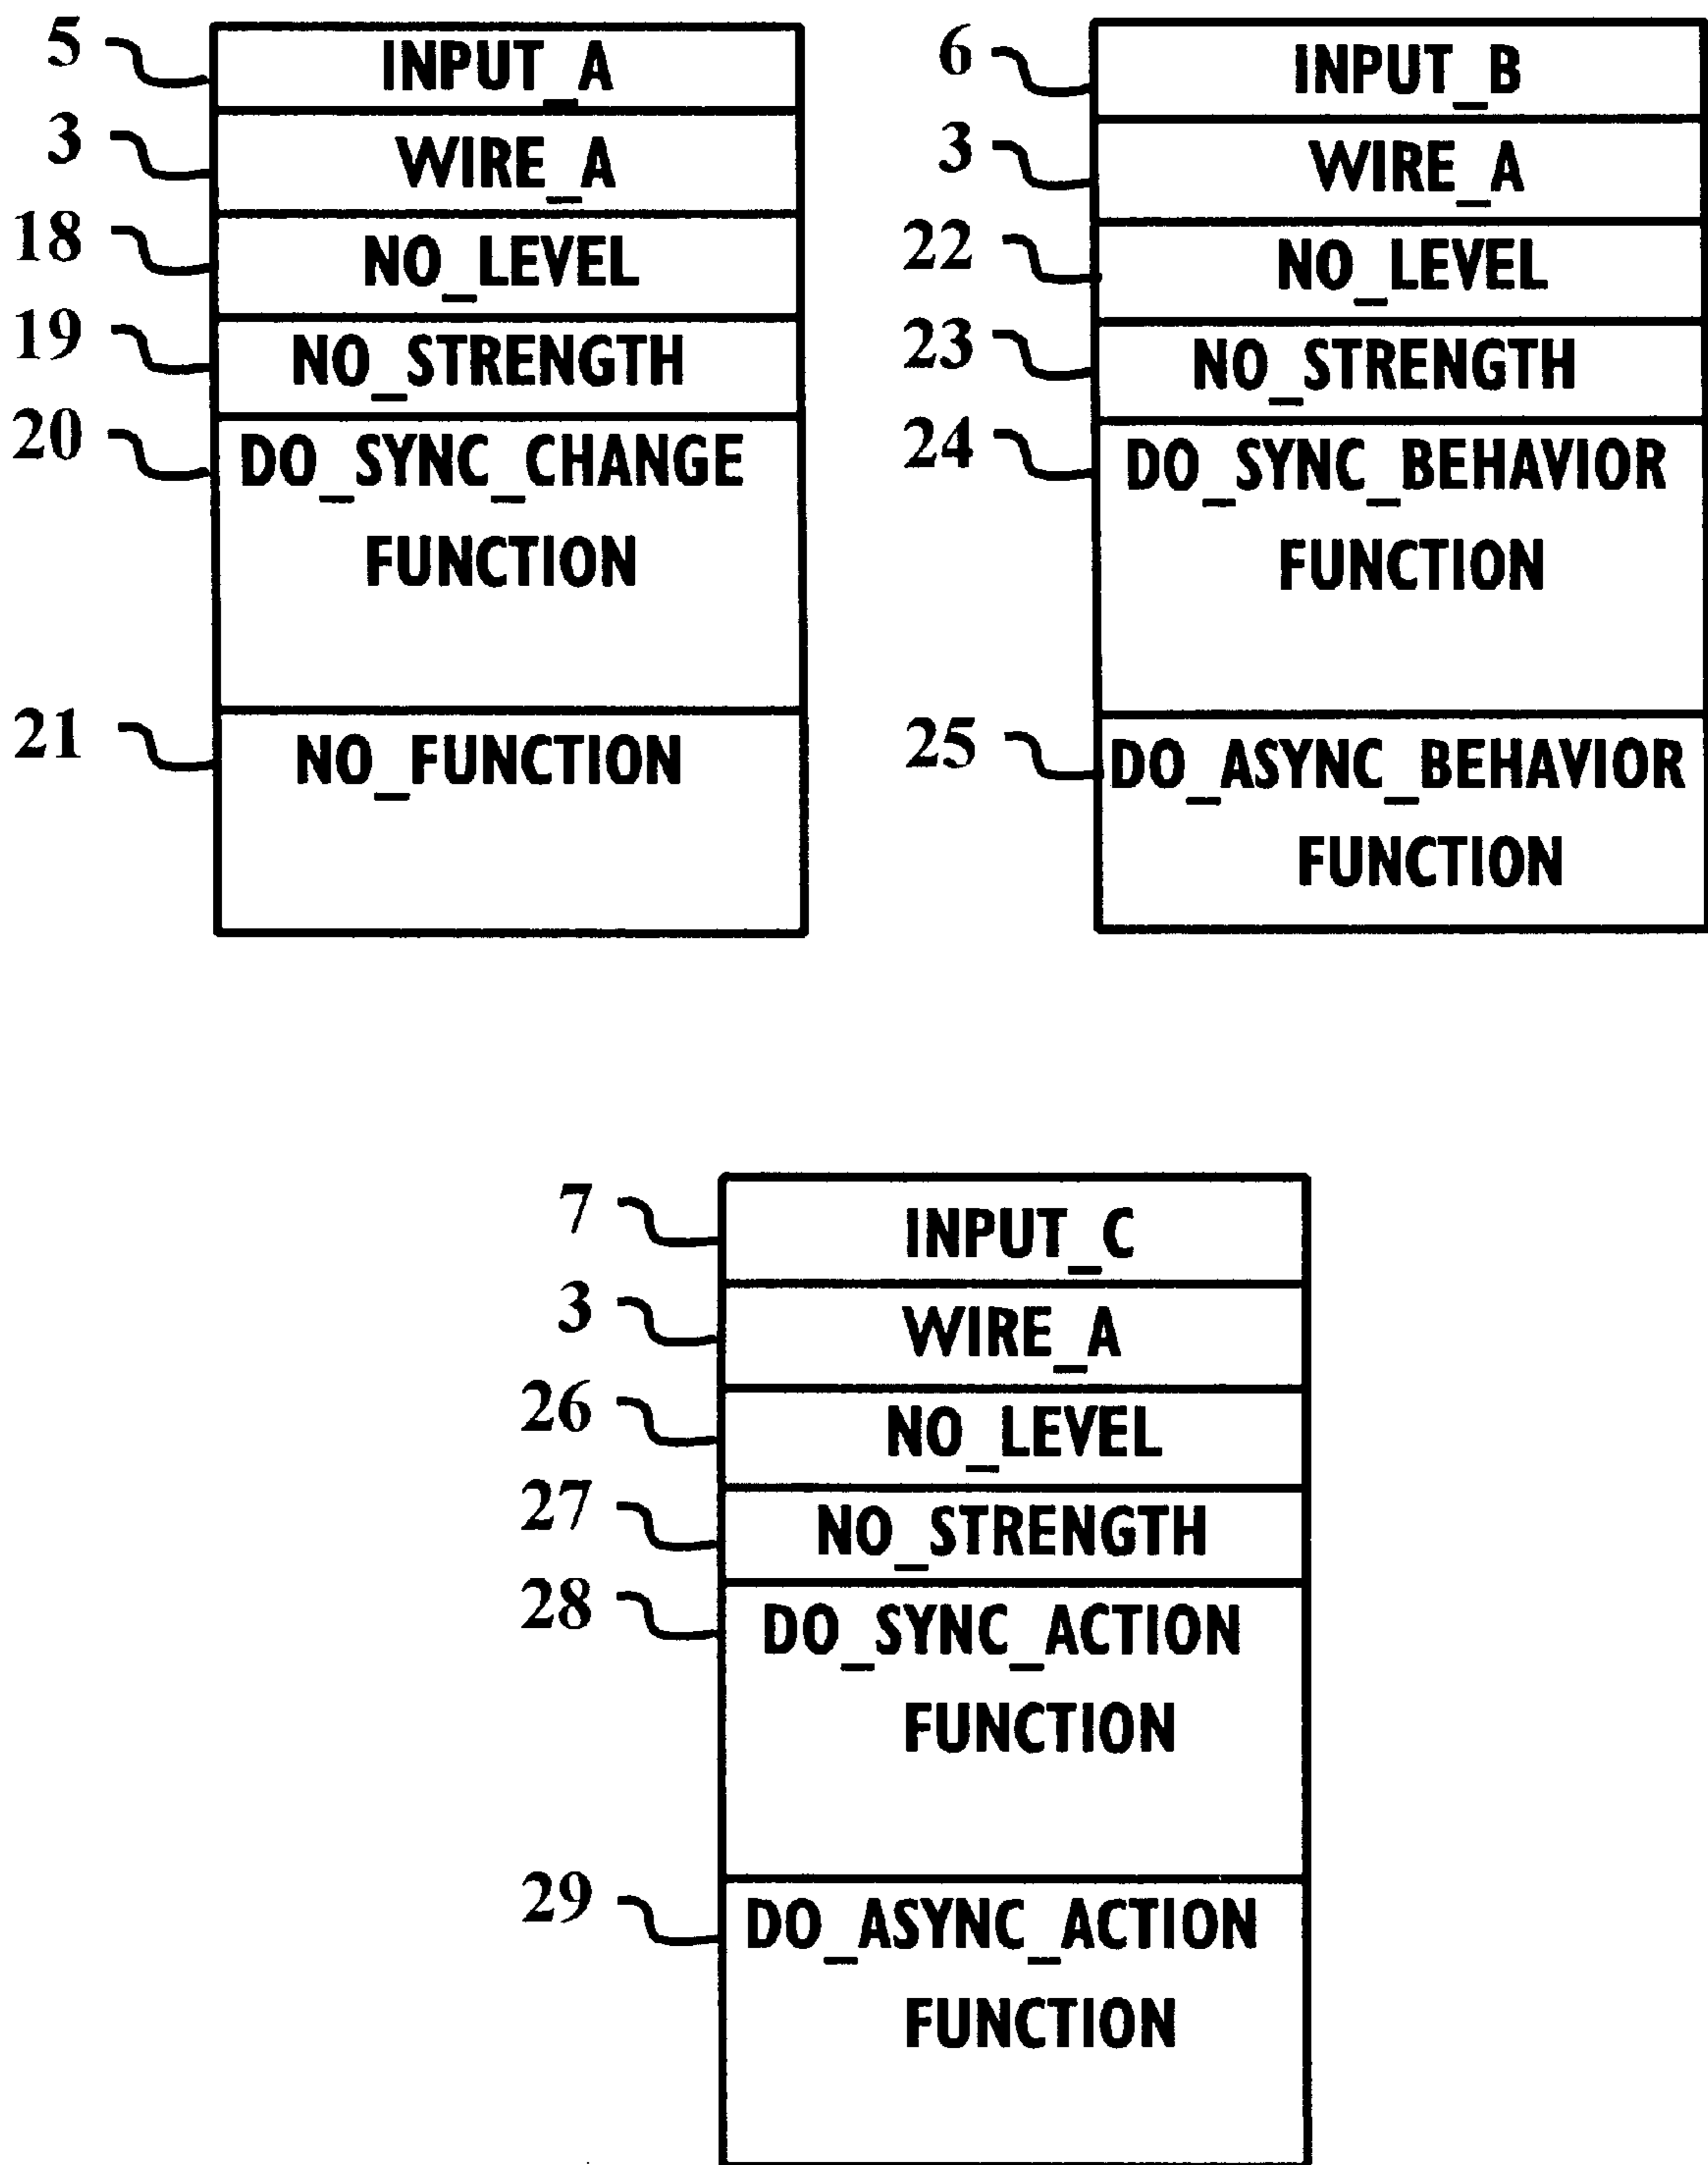 5 INPUT_A
3 WIRE_A
18 NO_LEVEL
19 NO_STRENGTH
20 DO_SYNC_CHANGE
FUNCTION
21 NO_FUNCTION
6 INPUT_B
3 WIRE_A
22 NO_LEVEL
23 NO_STRENGTH
24 DO_SYNC_BEHAVIOR
FUNCTION
25 DO_ASYNC_BEHAVIOR
FUNCTION
7 INPUT_C
3 WIRE_A
26 NO_LEVEL
27 NO_STRENGTH
28 DO_SYNC_ACTION
FUNCTION
29 DO_ASYNC_ACTION
FUNCTION